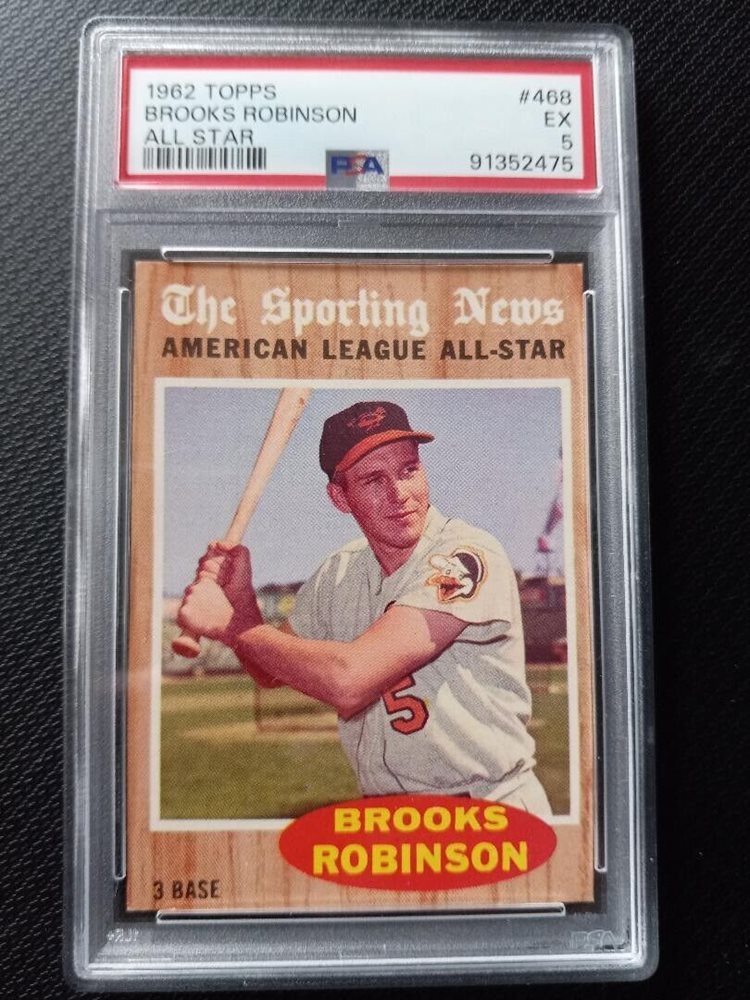 1962 TOPPS #468
BROOKS ROBINSON EX
ALL STAR 5
PSA 91352475
The Sporting News
AMERICAN LEAGUE ALL-STAR
5
BROOKS
ROBINSON
3 BASE
PSA